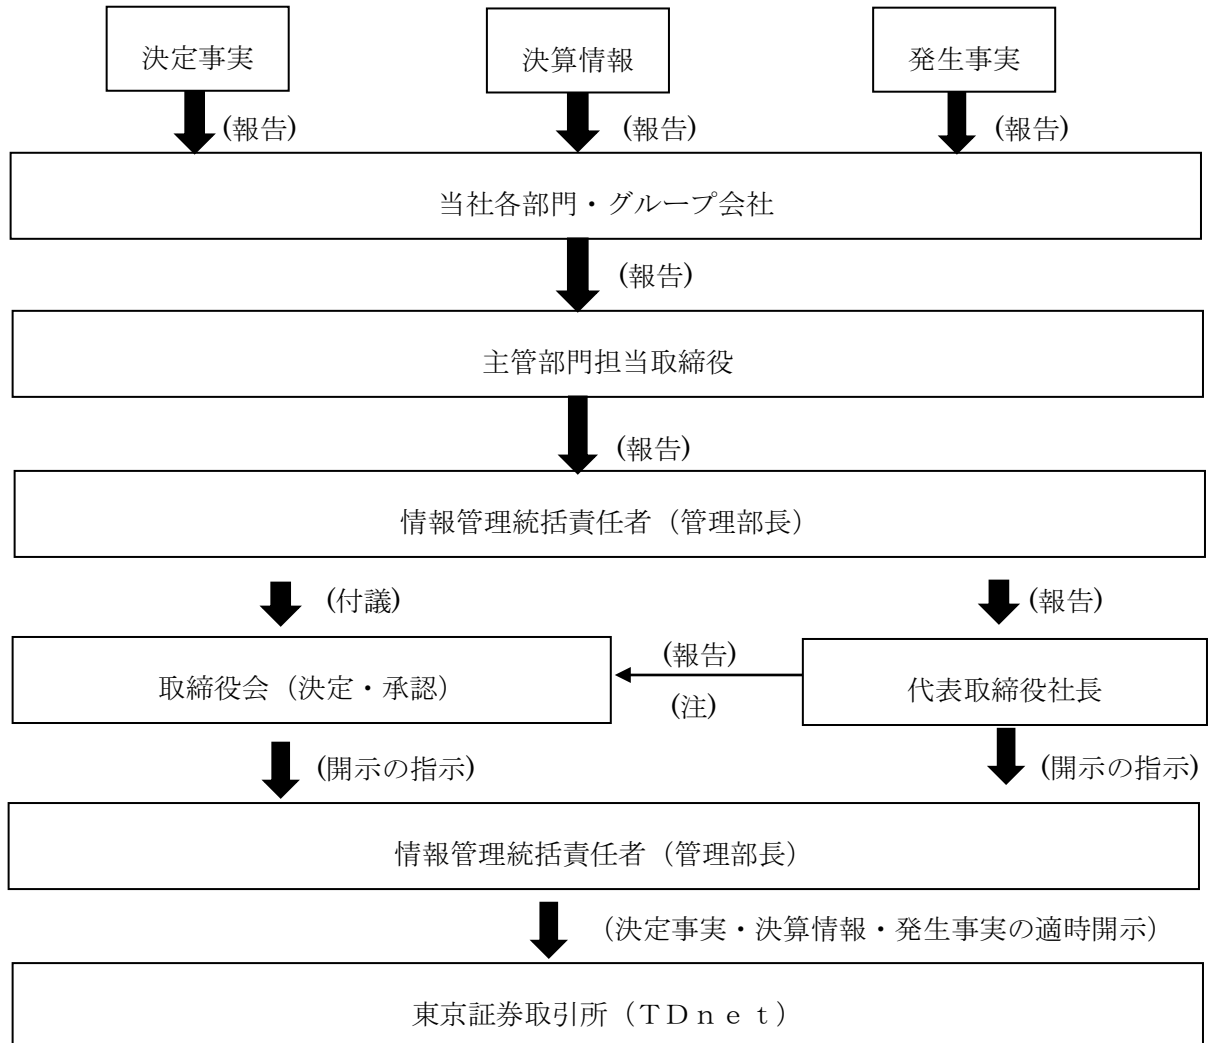 決定事実 決算情報 発生事実
(報告) (報告) (報告)
当社各部門・グループ会社
(報告)
主管部門担当取締役
(報告)
情報管理統括責任者（管理部長）
(付議) (報告)
取締役会（決定・承認） (報告) 代表取締役社長
(注)
(開示の指示) (開示の指示)
情報管理統括責任者（管理部長）
（決定事実・決算情報・発生事実の適時開示）
東京証券取引所（ＴＤｎｅｔ）